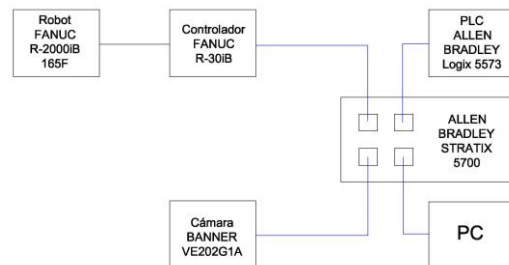 Robot
FANUC
R-2000iB
165F
Controlador
FANUC
R-30iB
PLC
ALLEN
BRADLEY
Logix 5573
ALLEN
BRADLEY
STRATIX
5700
Cámara
BANNER
VE202G1A
PC